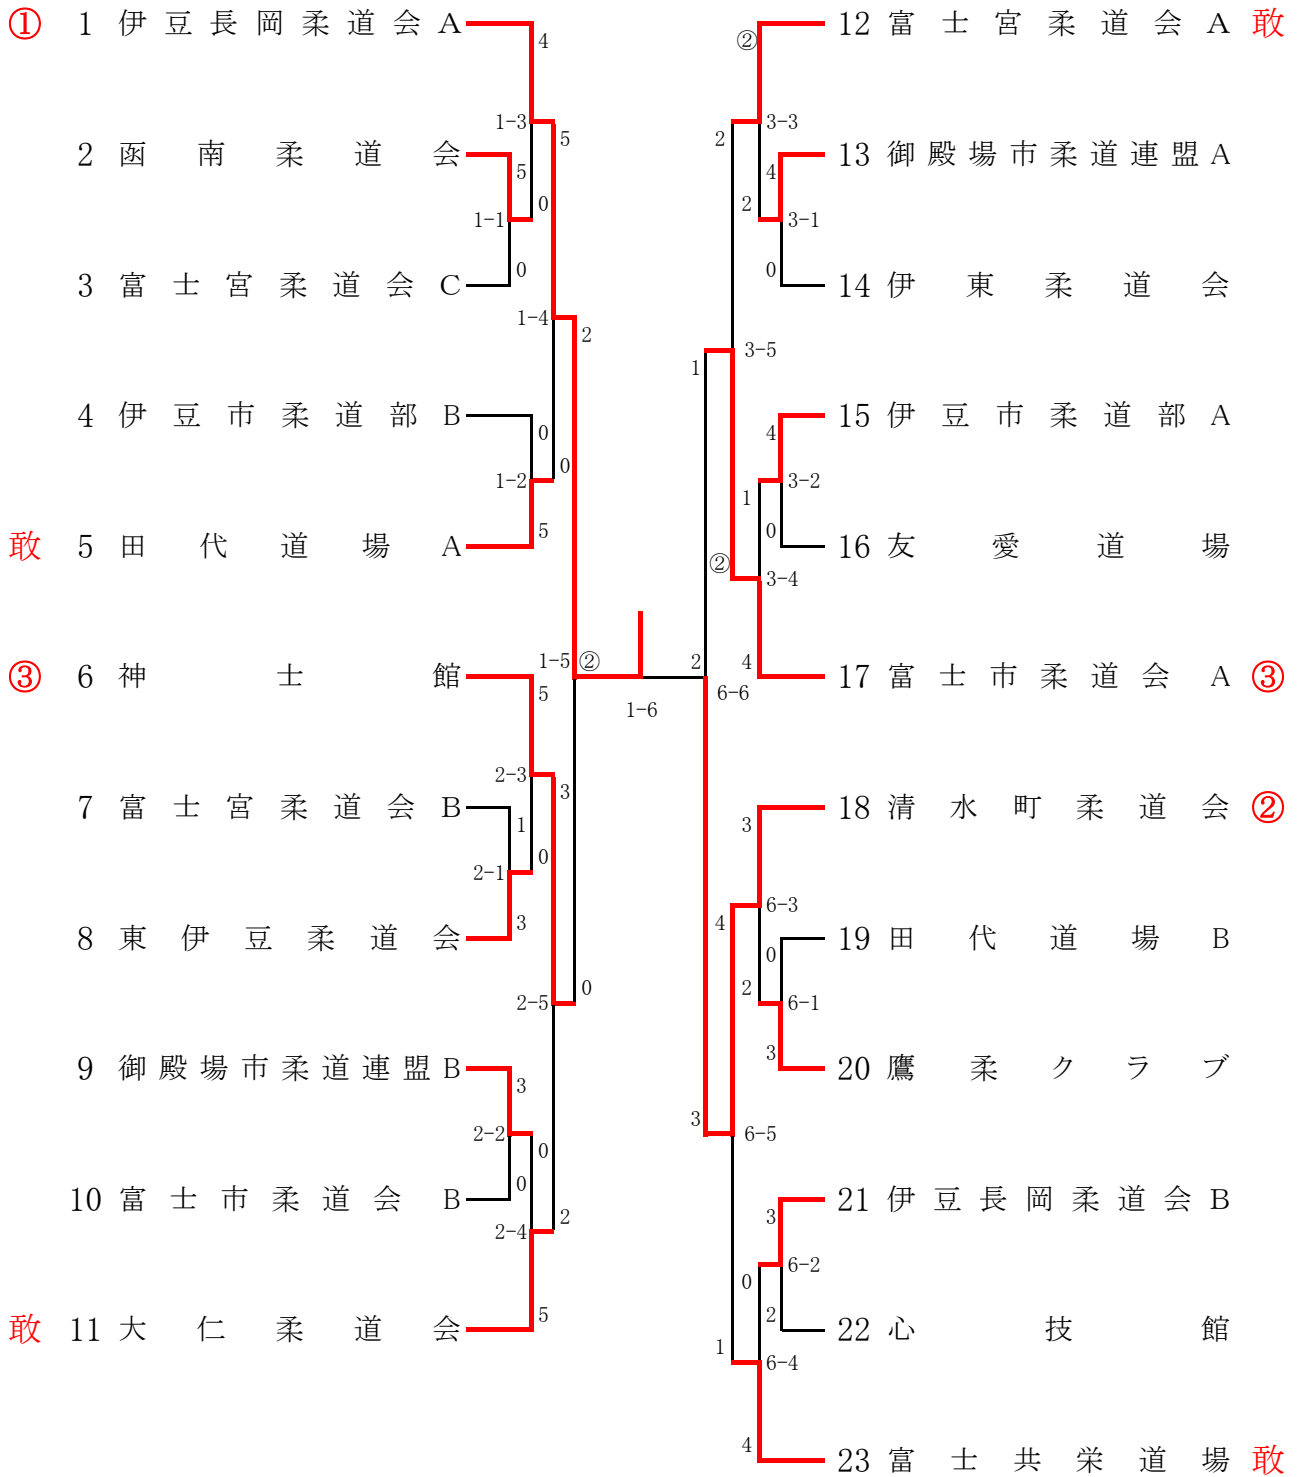 ① 1 伊豆長岡柔道会A
4
1-3
5
2 函南柔道会
5
0
1-1
0
3 富士宮柔道会C
1-4
2
4 伊豆市柔道部B
0
0
1-2
5
敢 5 田代道場A
1-5 ②
③ 6 神士館
5
1-6
2-3
3
7 富士宮柔道会B
1
0
2-1
3
8 東伊豆柔道会
0
2-5
9 御殿場市柔道連盟B
3
2-2
0
0
10 富士市柔道会B
2
2-4
5
敢 11 大仁柔道会
12 富士宮柔道会A 敢
②
3-3
2
13 御殿場市柔道連盟A
4
2
3-1
0
14 伊東柔道会
3-5
1
15 伊豆市柔道部A
4
3-2
1
0
16 友愛道場
②
3-4
2
4
17 富士市柔道会A ③
6-6
18 清水町柔道会 ②
3
6-3
4
19 田代道場B
0
2
6-1
3
20 鷹柔クラブ
3
6-5
21 伊豆長岡柔道会B
3
6-2
0
2
22 心技館
1
6-4
4
23 富士共栄道場 敢